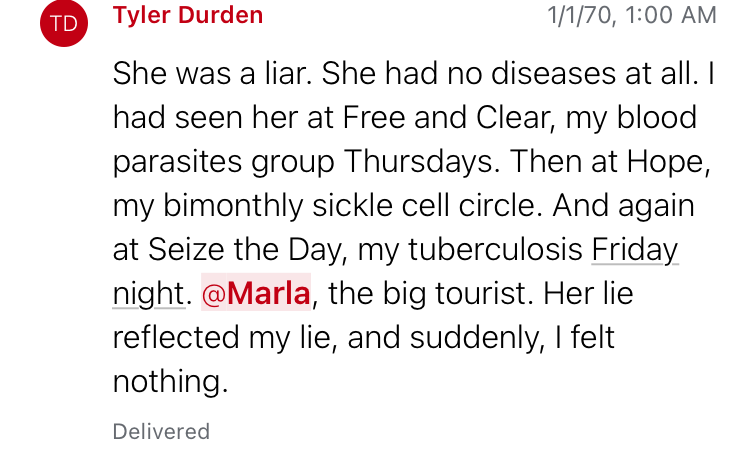 TD
Tyler Durden
1/1/70, 1:00 AM
She was a liar. She had no diseases at all. I
had seen her at Free and Clear, my blood
parasites group Thursdays. Then at Hope,
my bimonthly sickle cell circle. And again
at Seize the Day, my tuberculosis Friday
night. @Marla, the big tourist. Her lie
reflected my lie, and suddenly, I felt
nothing.
Delivered